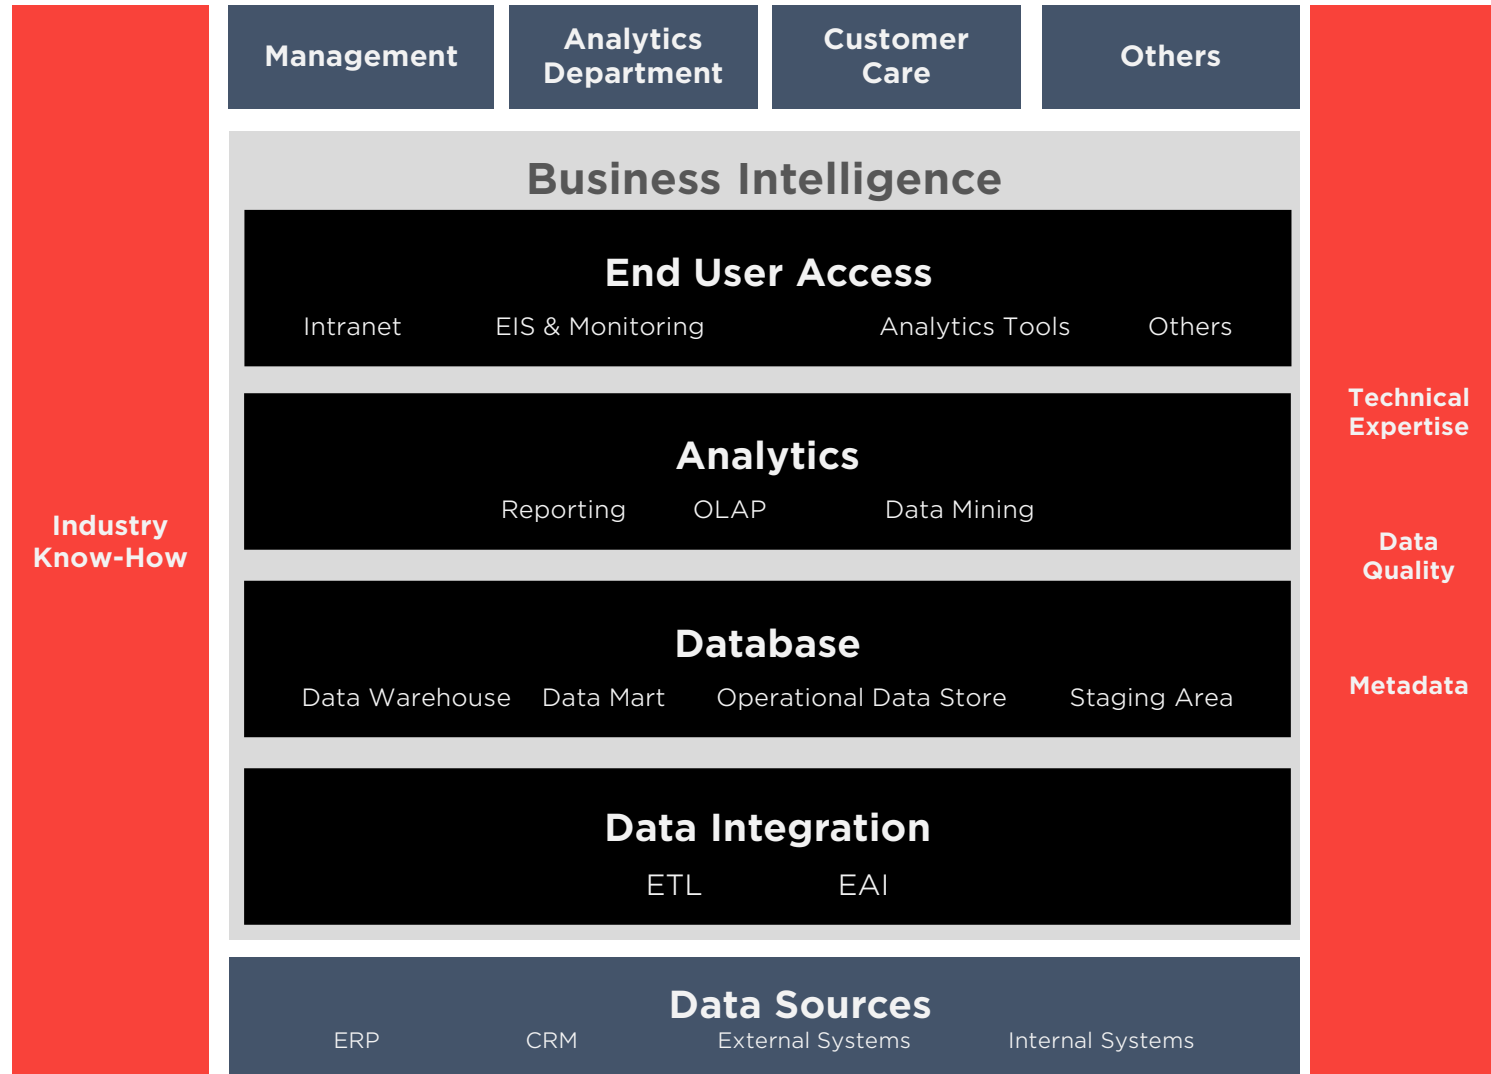 Management
Analytics
Department
Customer
Care
Others
Business Intelligence
End User Access
Intranet EIS & Monitoring Analytics Tools Others
Analytics
Reporting OLAP Data Mining
Database
Data Warehouse Data Mart Operational Data Store Staging Area
Data Integration
ETL EAI
Data Sources
ERP CRM External Systems Internal Systems
Industry
Know-How
Technical
Expertise
Data
Quality
Metadata